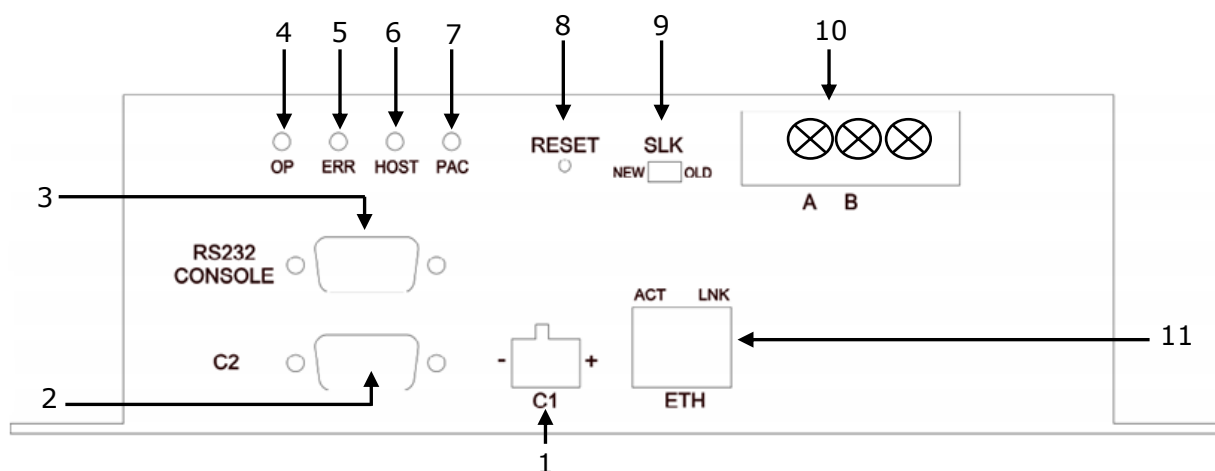 4 5 6 7 8 9 10
RESET SLK
OP ERR HOST PAC NEW OLD
A B
3
RS232
CONSOLE
ACT LNK
11
C2 - +
2 C1 ETH
1